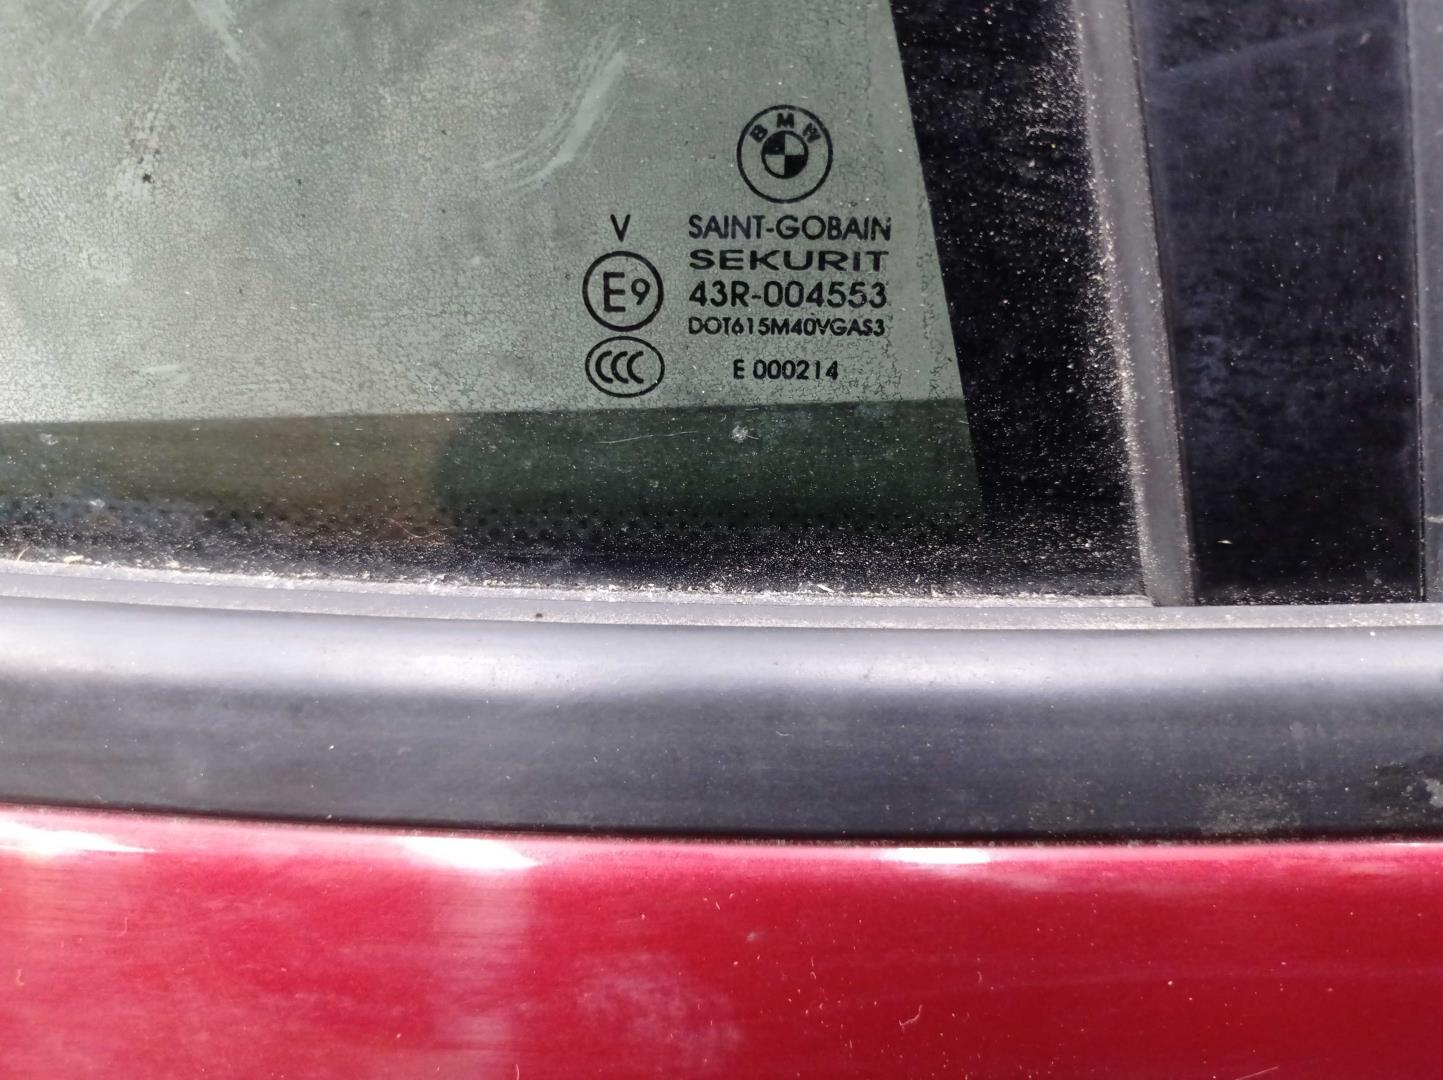 BMW
V SAINT-GOBAIN
SEKURIT
E9 43R-004553
DOT615M40VGAS3
CCC E 000214